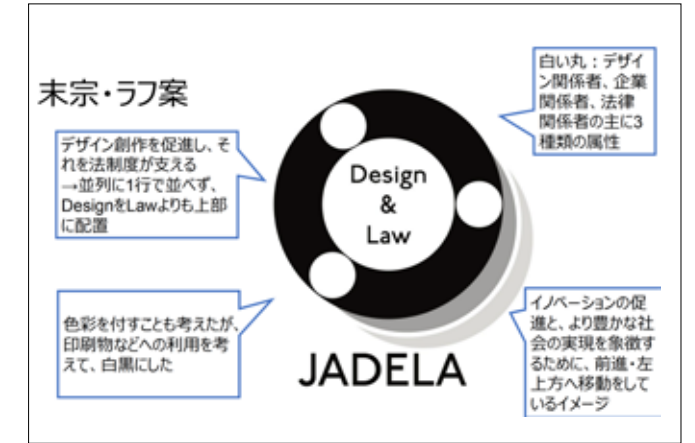 末宗・ラフ案
デザイン創作を促進し、そ
れを法制度が支える
→並列に1行で並べず、
DesignをLawよりも上部
に配置
白い丸：デザイ
ン関係者、企業
関係者、法律
関係者の主に3
種類の属性
Design
&
Law
色彩を付すことも考えたが、
印刷物などへの利用を考
えて、白黒にした
イノベーションの促
進と、より豊かな社
会の実現を象徴す
るために、前進・左
上方へ移動をして
いるイメージ
JADELA